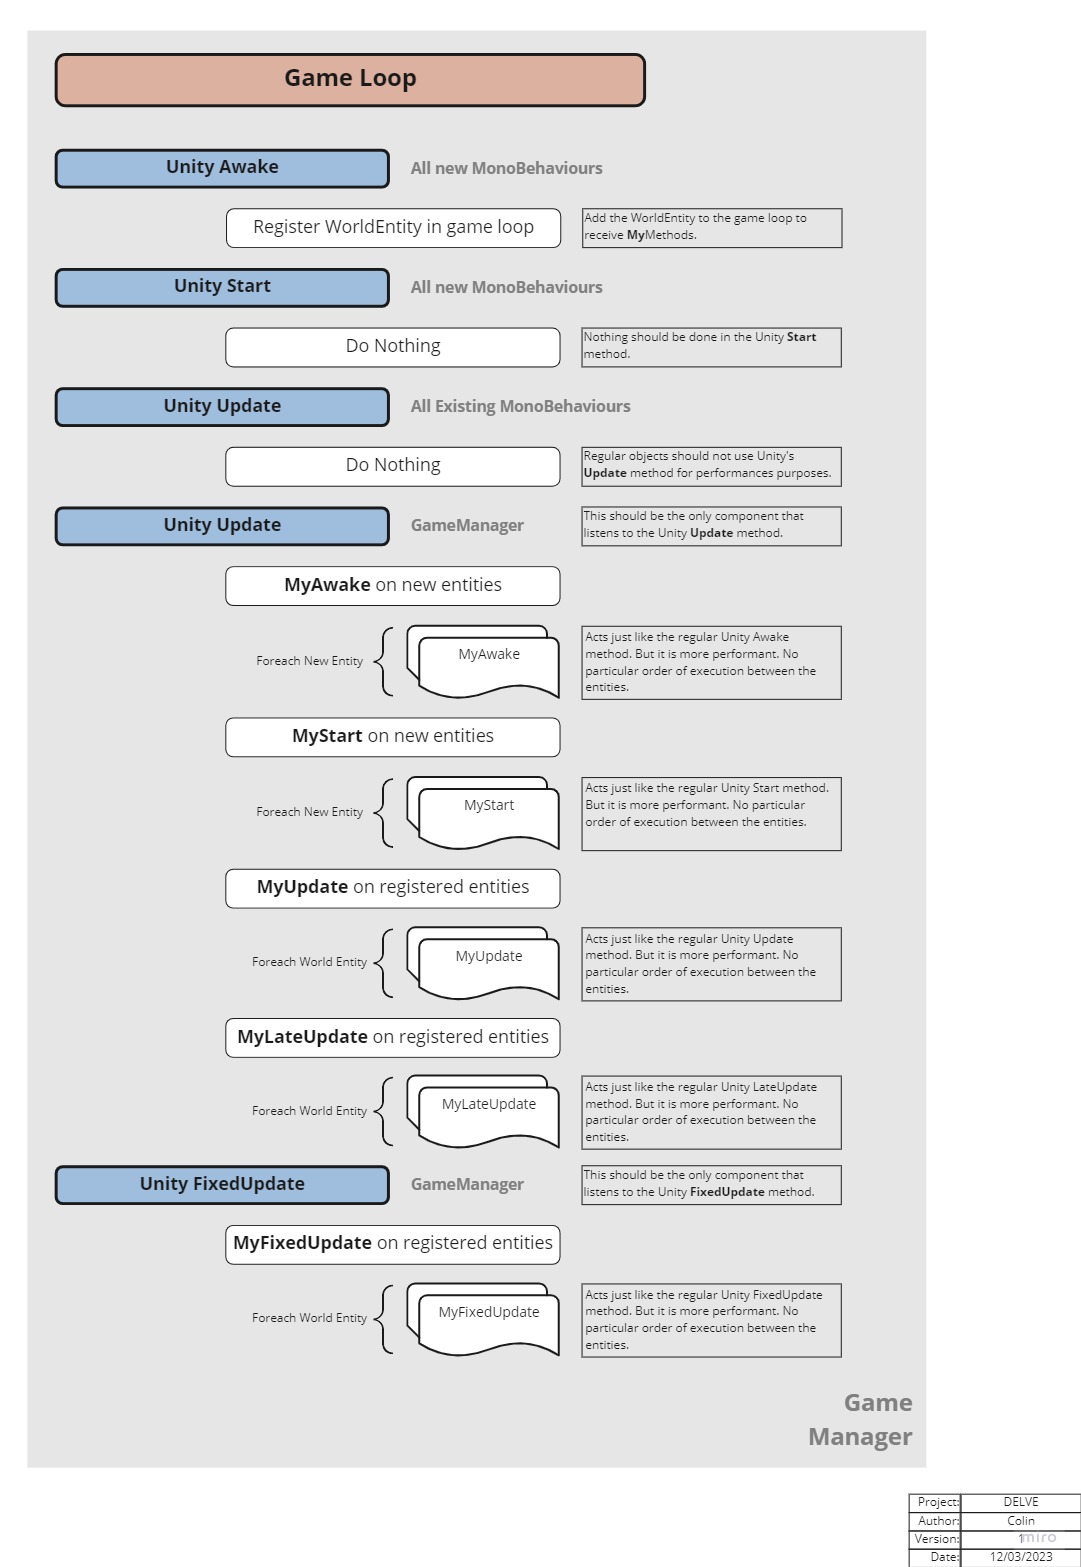 Game Loop
Unity Awake
All new MonoBehaviours
Register WorldEntity in game loop
Add the WorldEntity to the game loop to
receive MyMethods.
Unity Start
All new MonoBehaviours
Do Nothing
Nothing should be done in the Unity Start
method.
Unity Update
All Existing MonoBehaviours
Do Nothing
Regular objects should not use Unity's
Update method for performances purposes.
Unity Update
GameManager
This should be the only component that
listens to the Unity Update method.
MyAwake on new entities
Foreach New Entity
MyAwake
Acts just like the regular Unity Awake
method. But it is more performant. No
particular order of execution between the
entities.
MyStart on new entities
Foreach New Entity
MyStart
Acts just like the regular Unity Start method.
But it is more performant. No particular
order of execution between the entities.
MyUpdate on registered entities
Foreach World Entity
MyUpdate
Acts just like the regular Unity Update
method. But it is more performant. No
particular order of execution between the
entities.
MyLateUpdate on registered entities
Foreach World Entity
MyLateUpdate
Acts just like the regular Unity LateUpdate
method. But it is more performant. No
particular order of execution between the
entities.
Unity FixedUpdate
GameManager
This should be the only component that
listens to the Unity FixedUpdate method.
MyFixedUpdate on registered entities
Foreach World Entity
MyFixedUpdate
Acts just like the regular Unity FixedUpdate
method. But it is more performant. No
particular order of execution between the
entities.
Game
Manager
Project: DELVE
Author: Colin
Version: 1
miro
Date: 12/03/2023